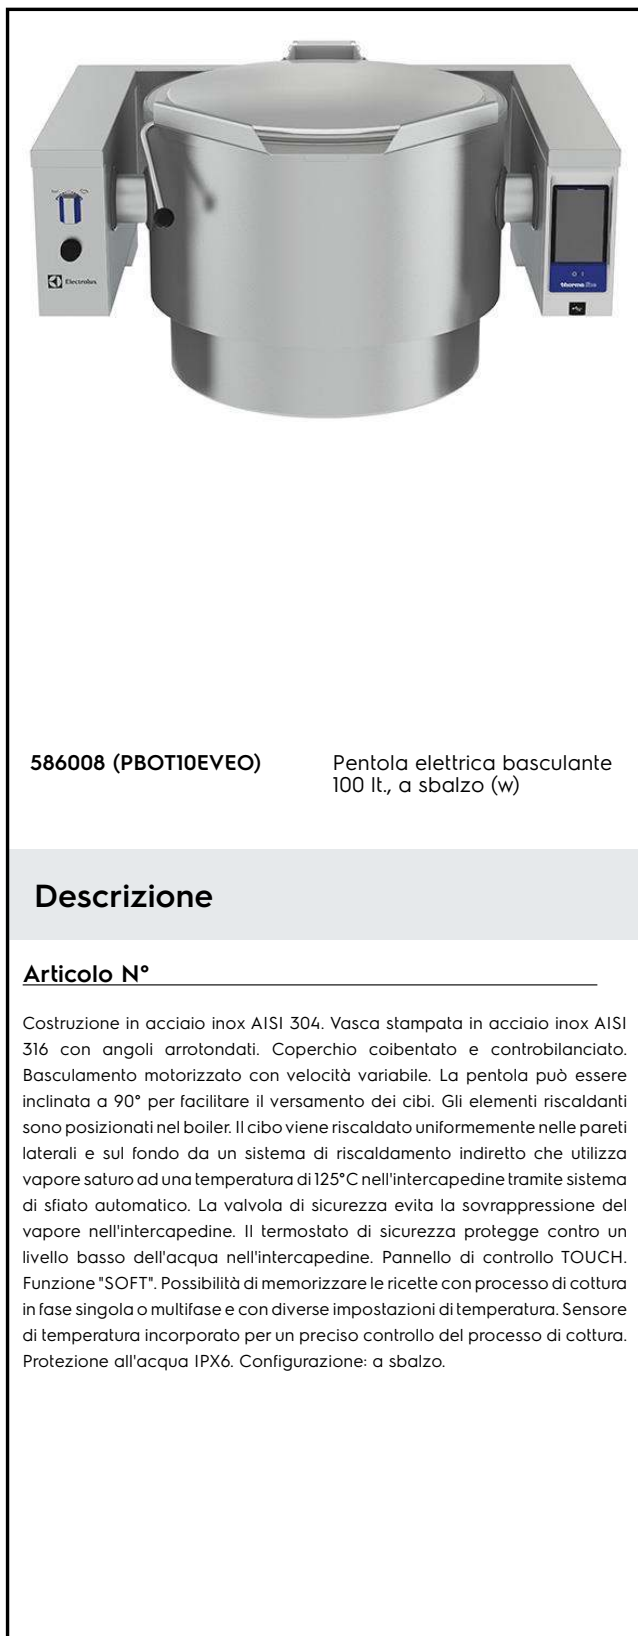 Electrolux
thermaline
586008 (PBOT10EVEO)
Pentola elettrica basculante
100 lt., a sbalzo (w)
Descrizione
Articolo N°
Costruzione in acciaio inox AISI 304. Vasca stampata in acciaio inox AISI
316 con angoli arrotondati. Coperchio coibentato e controbilanciato.
Basculamento motorizzato con velocità variabile. La pentola può essere
inclinata a 90° per facilitare il versamento dei cibi. Gli elementi riscaldanti
sono posizionati nel boiler. Il cibo viene riscaldato uniformemente nelle pareti
laterali e sul fondo da un sistema di riscaldamento indiretto che utilizza
vapore saturo ad una temperatura di 125°C nell'intercapedine tramite sistema
di sfiato automatico. La valvola di sicurezza evita la sovrappressione del
vapore nell'intercapedine. Il termostato di sicurezza protegge contro un
livello basso dell'acqua nell'intercapedine. Pannello di controllo TOUCH.
Funzione "SOFT". Possibilità di memorizzare le ricette con processo di cottura
in fase singola o multifase e con diverse impostazioni di temperatura. Sensore
di temperatura incorporato per un preciso controllo del processo di cottura.
Protezione all'acqua IPX6. Configurazione: a sbalzo.